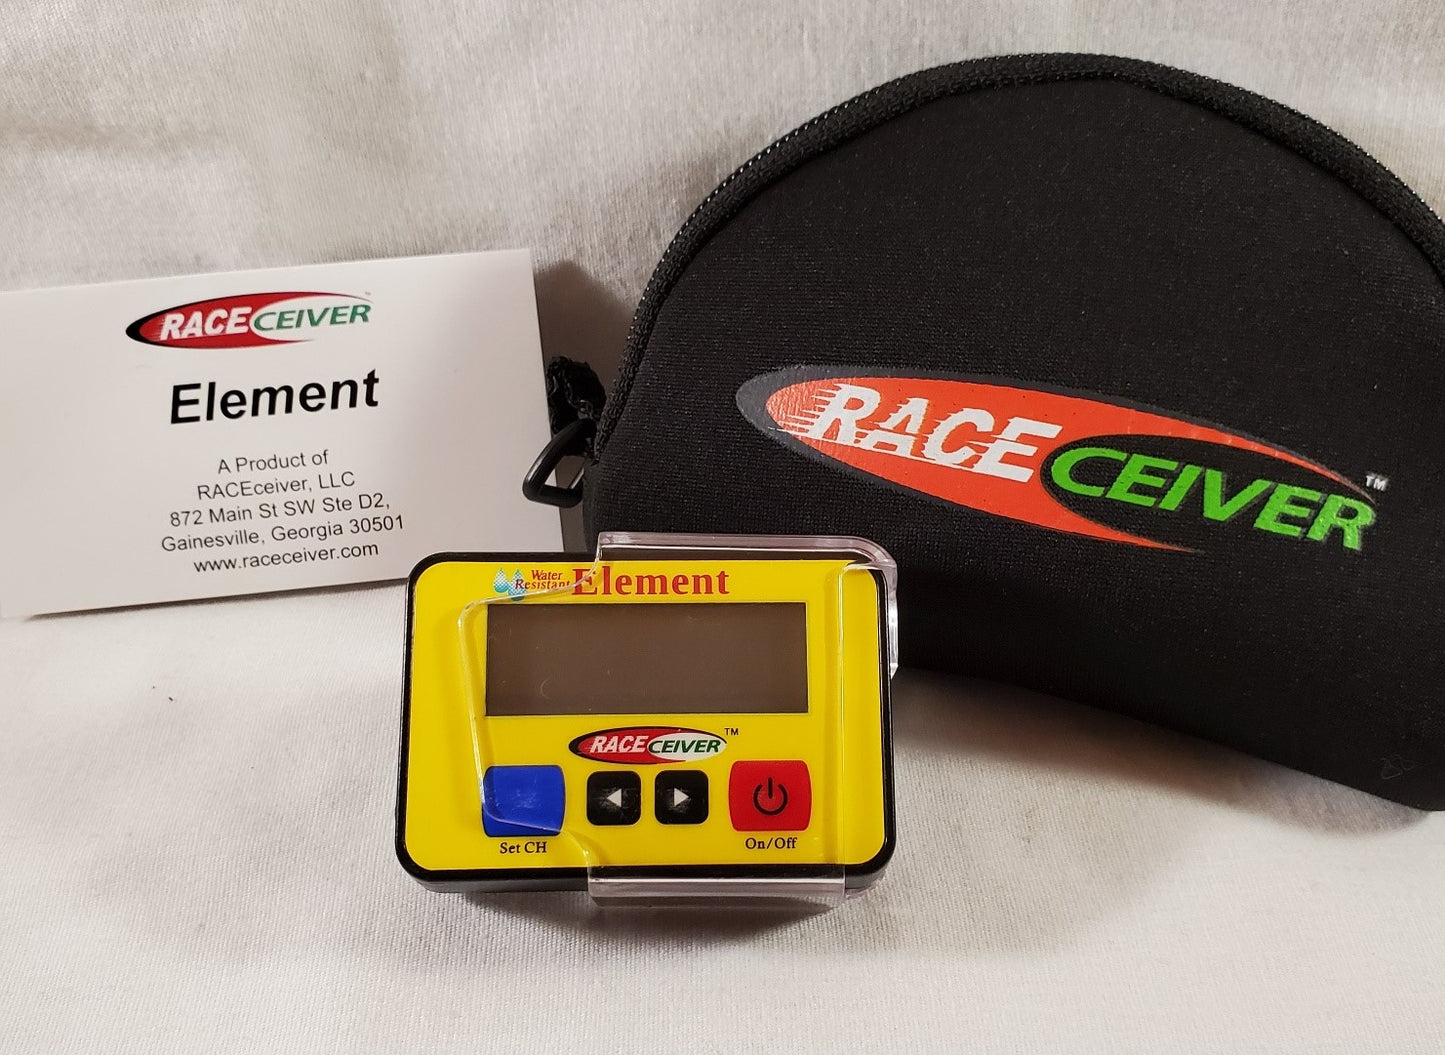 RACECEIVER™
Element
A Product of
RACEceiver, LLC
872 Main St SW Ste D2,
Gainesville, Georgia 30501
www.raceceiver.com
RACECEIVER™
Water
Resistant
Element
RACECEIVER™
Set CH
On/Off